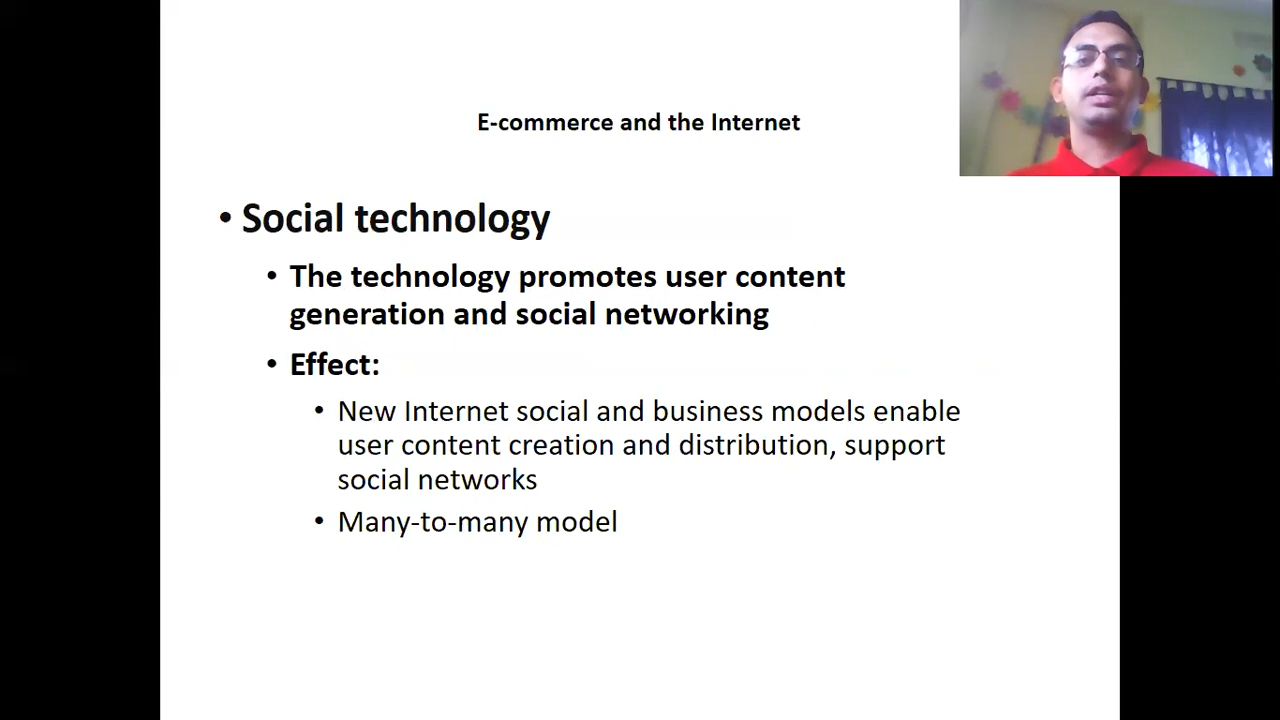 E-commerce and the Internet
• Social technology
• The technology promotes user content
generation and social networking
• Effect:
• New Internet social and business models enable
user content creation and distribution, support
social networks
• Many-to-many model